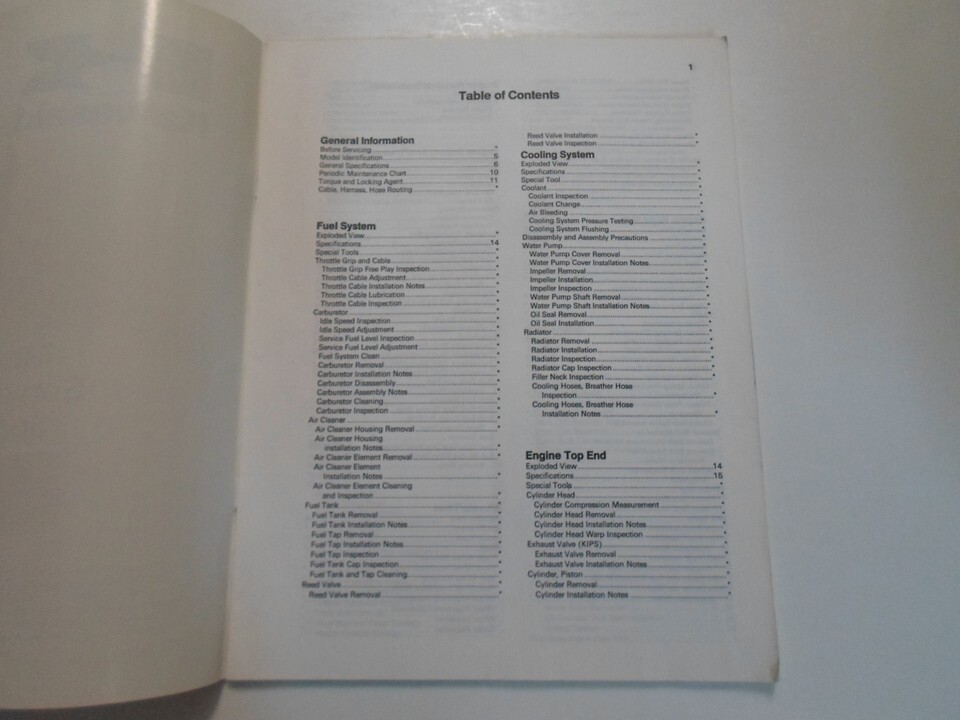 1
Table of Contents
General Information
Before Servicing *
Model Identification 5
General Specifications 6
Periodic Maintenance Chart 10
Torque and Locking Agent 11
Cable, Harness, Hose Routing *
Fuel System
Exploded View *
Specifications 14
Special Tools *
Throttle Grip and Cable *
Throttle Grip Free Play Inspection *
Throttle Cable Adjustment *
Throttle Cable Installation Notes *
Throttle Cable Lubrication *
Throttle Cable Inspection *
Carburetor *
Idle Speed Inspection *
Idle Speed Adjustment *
Service Fuel Level Inspection *
Service Fuel Level Adjustment *
Fuel System Clean *
Carburetor Removal *
Carburetor Installation Notes *
Carburetor Disassembly *
Carburetor Assembly Notes *
Carburetor Cleaning *
Carburetor Inspection *
Air Cleaner *
Air Cleaner Housing Removal *
Air Cleaner Housing
Installation Notes *
Air Cleaner Element Removal *
Air Cleaner Element
Installation Notes *
Air Cleaner Element Cleaning
and Inspection *
Fuel Tank *
Fuel Tank Removal *
Fuel Tank Installation Notes *
Fuel Tap Removal *
Fuel Tap Installation Notes *
Fuel Tap Inspection *
Fuel Tank Cap Inspection *
Fuel Tank and Tap Cleaning *
Reed Valve *
Reed Valve Removal *
Reed Valve Installation *
Reed Valve Inspection *
Cooling System
Exploded View *
Specifications *
Special Tool *
Coolant *
Coolant Inspection *
Coolant Change *
Air Bleeding *
Cooling System Pressure Testing *
Cooling System Flushing *
Disassembly and Assembly Precautions *
Water Pump *
Water Pump Cover Removal *
Water Pump Cover Installation Notes *
Impeller Removal *
Impeller Installation *
Impeller Inspection *
Water Pump Shaft Removal *
Water Pump Shaft Installation Notes *
Oil Seal Removal *
Oil Seal Installation *
Radiator *
Radiator Removal *
Radiator Installation *
Radiator Inspection *
Radiator Cap Inspection *
Filler Neck Inspection *
Cooling Hoses, Breather Hose
Inspection *
Cooling Hoses, Breather Hose
Installation Notes *
Engine Top End
Exploded View 14
Specifications 15
Special Tools *
Cylinder Head *
Cylinder Compression Measurement *
Cylinder Head Removal *
Cylinder Head Installation Notes *
Cylinder Head Warp Inspection *
Exhaust Valve (KIPS) *
Exhaust Valve Removal *
Exhaust Valve Installation Notes *
Cylinder, Piston *
Cylinder Removal *
Cylinder Installation Notes *